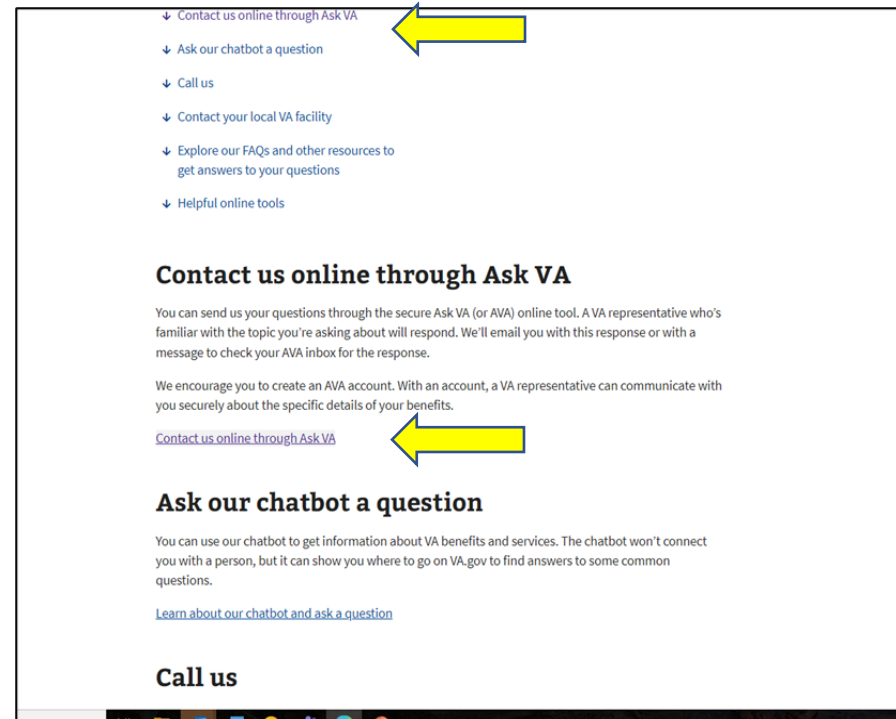 ↓ Contact us online through Ask VA
↓ Ask our chatbot a question
↓ Call us
↓ Contact your local VA facility
↓ Explore our FAQs and other resources to
get answers to your questions
↓ Helpful online tools
Contact us online through Ask VA
You can send us your questions through the secure Ask VA (or AVA) online tool. A VA representative who's
familiar with the topic you're asking about will respond. We'll email you with this response or with a
message to check your AVA inbox for the response.
We encourage you to create an AVA account. With an account, a VA representative can communicate with
you securely about the specific details of your benefits.
Contact us online through Ask VA
Ask our chatbot a question
You can use our chatbot to get information about VA benefits and services. The chatbot won't connect
you with a person, but it can show you where to go on VA.gov to find answers to some common
questions.
Learn about our chatbot and ask a question
Call us